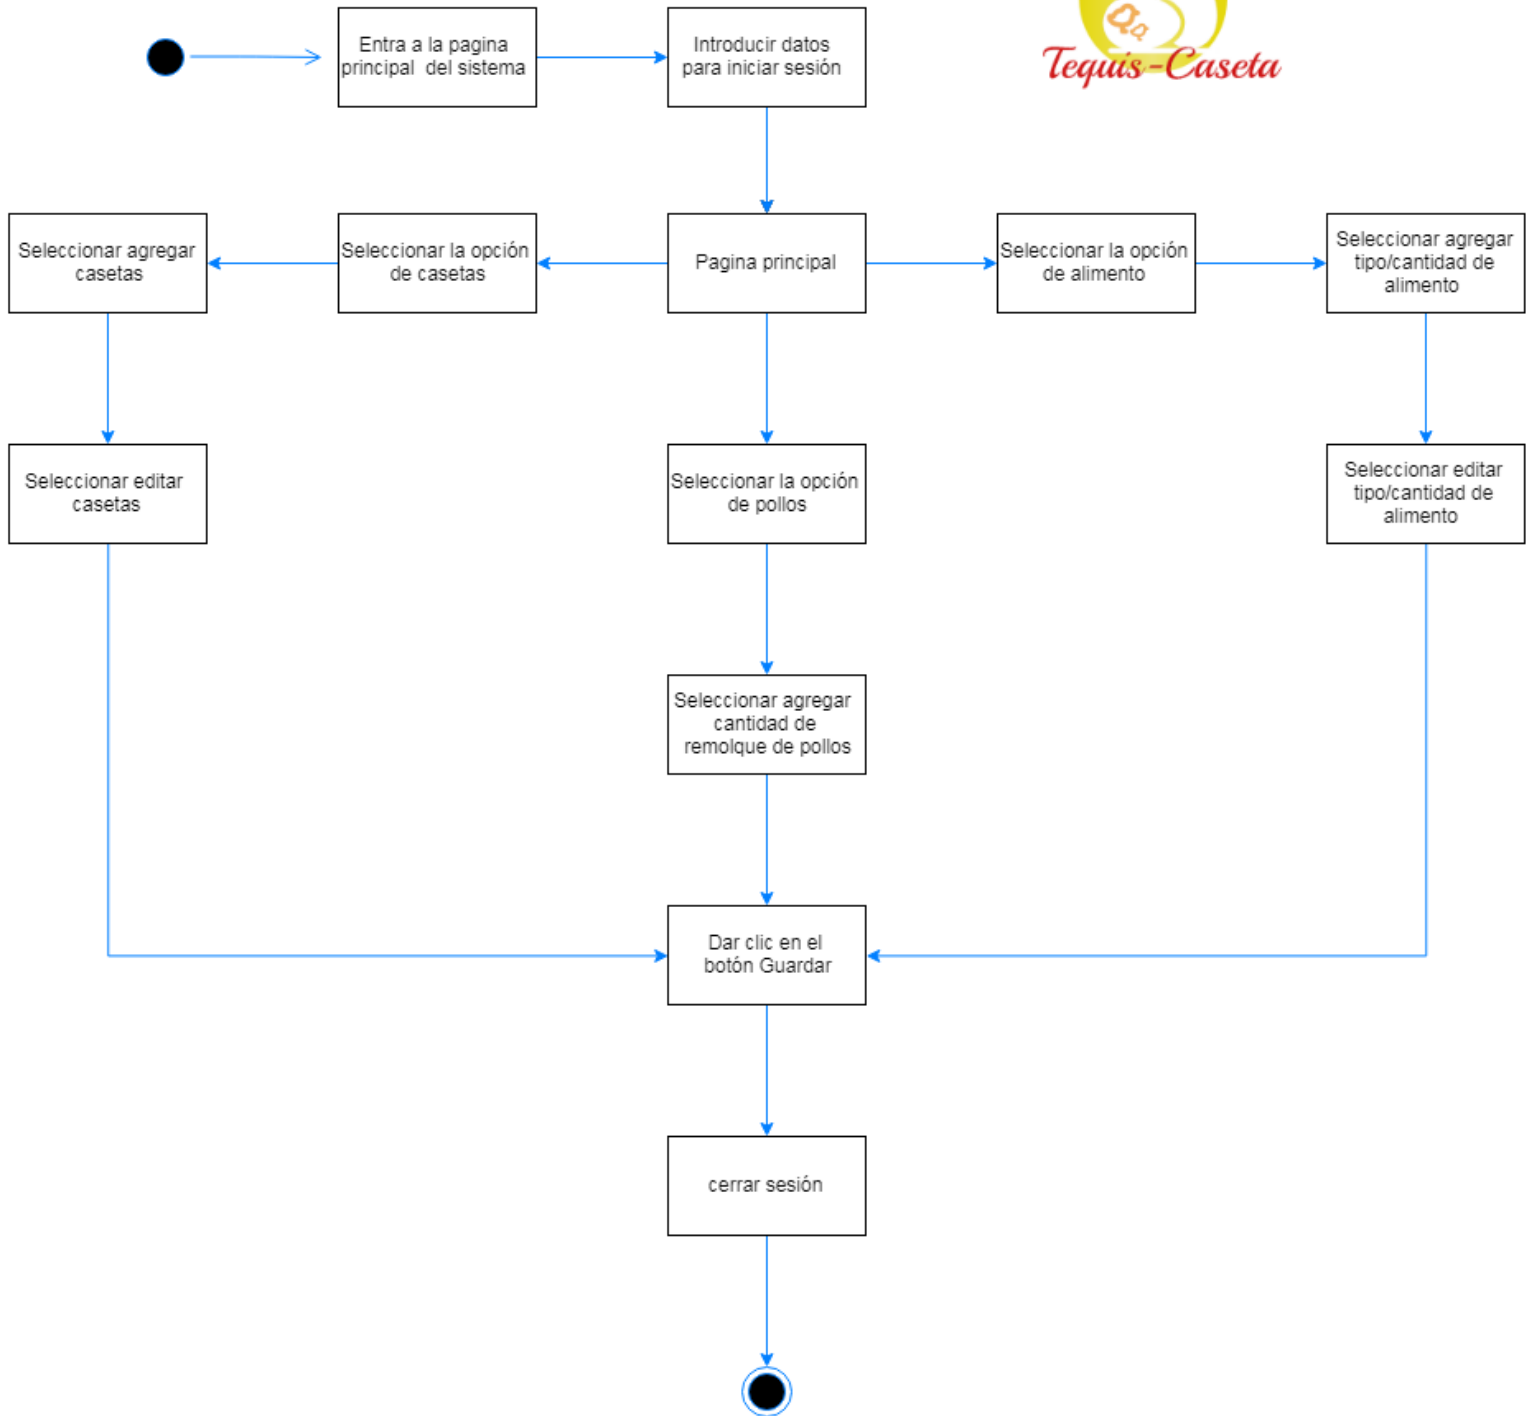 Entra a la pagina
principal del sistema
Introducir datos
para iniciar sesión
Tequis-Caseta
Seleccionar agregar
casetas
Seleccionar la opción
de casetas
Pagina principal
Seleccionar la opción
de alimento
Seleccionar agregar
tipo/cantidad de
alimento
Seleccionar editar
casetas
Seleccionar la opción
de pollos
Seleccionar editar
tipo/cantidad de
alimento
Seleccionar agregar
cantidad de
remolque de pollos
Dar clic en el
botón Guardar
cerrar sesión